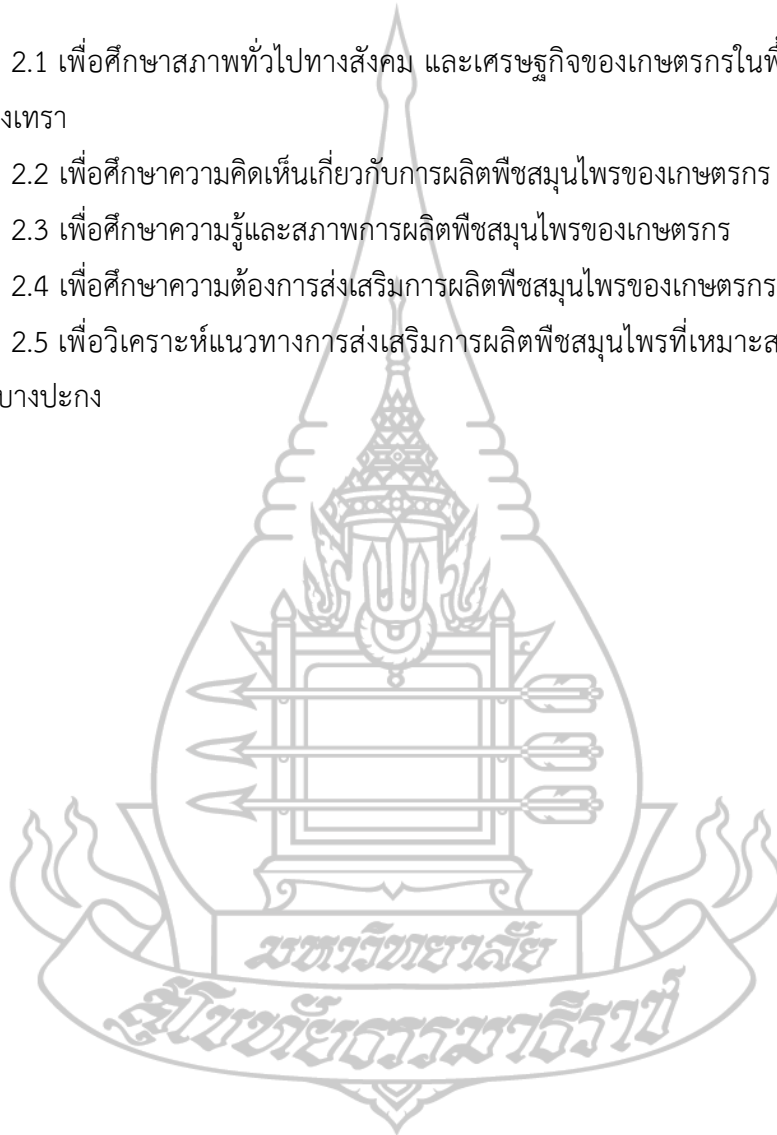 2.1 เพื่อศึกษาสภาพทั่วไปทางสังคม และเศรษฐกิจของเกษตรกรในพื้
งเทรา
2.2 เพื่อศึกษาความคิดเห็นเกี่ยวกับการผลิตพืชสมุนไพรของเกษตรกร
2.3 เพื่อศึกษาความรู้และสภาพการผลิตพืชสมุนไพรของเกษตรกร
2.4 เพื่อศึกษาความต้องการส่งเสริมการผลิตพืชสมุนไพรของเกษตรกร
2.5 เพื่อวิเคราะห์แนวทางการส่งเสริมการผลิตพืชสมุนไพรที่เหมาะส
บางปะกง
มหาวิทยาลัย
สุโขทัยธรรมาธิราช